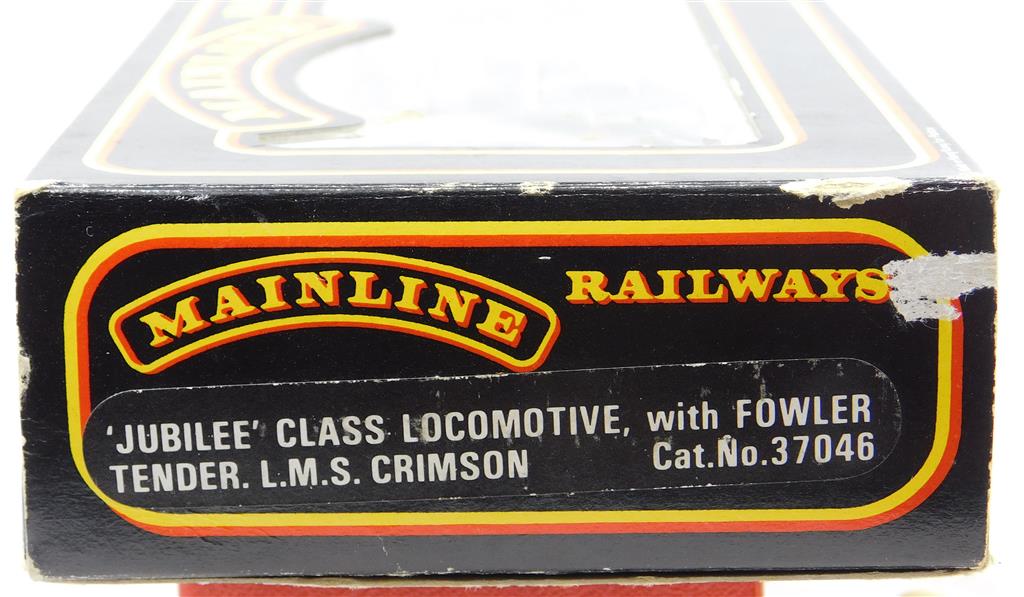 MAINLINE RAILWAYS
'JUBILEE' CLASS LOCOMOTIVE, with FOWLER
TENDER. L.M.S. CRIMSON Cat.No.37046